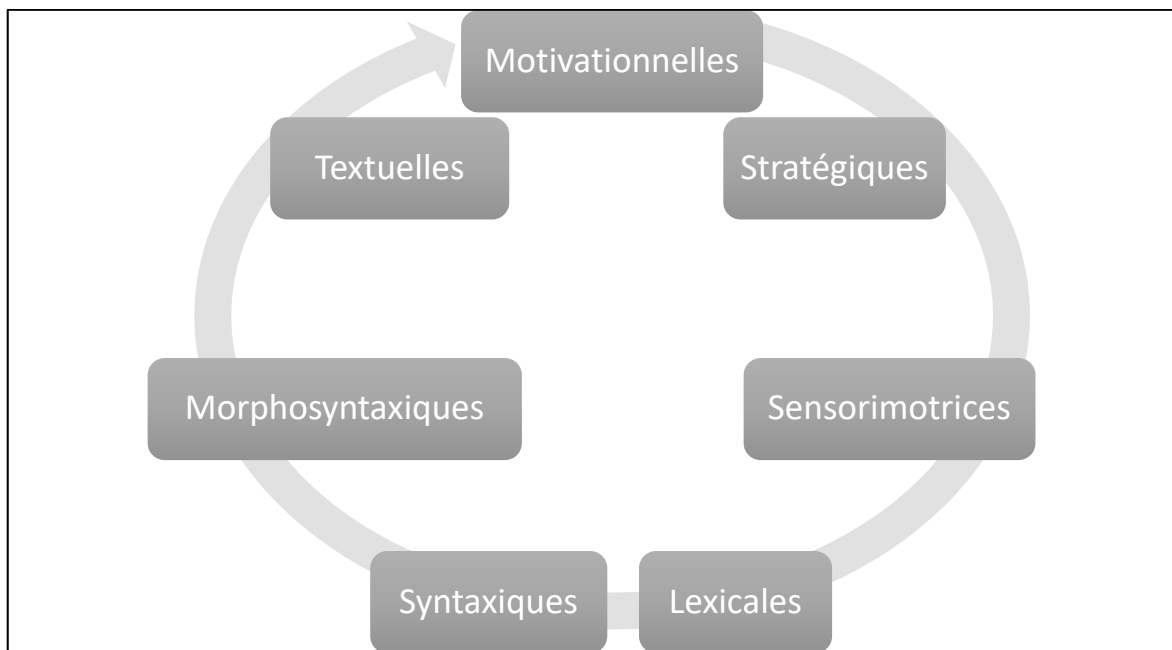 Motivationnelles
Stratégiques
Sensorimotrices
Lexicales
Syntaxiques
Morphosyntaxiques
Textuelles